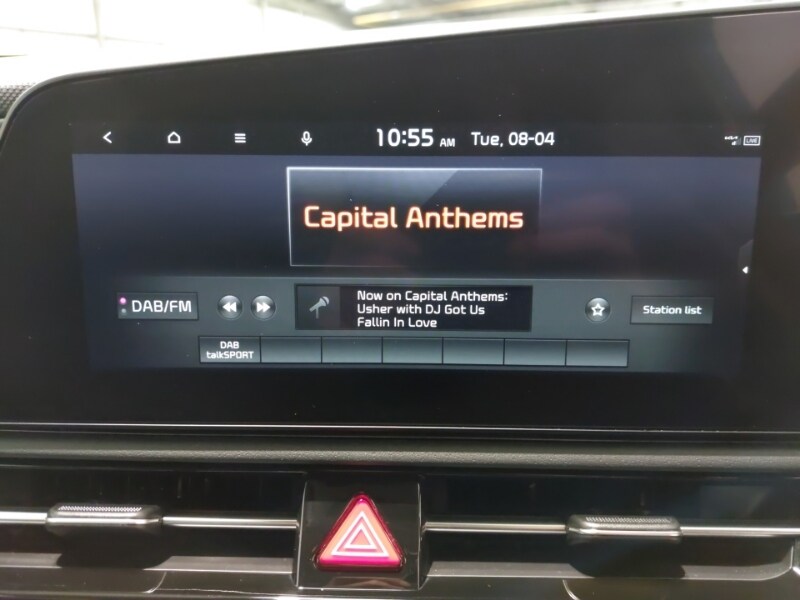 10:55 AM Tue, 08-04
LIVE
Capital Anthems
DAB/FM
Now on Capital Anthems:
Usher with DJ Got Us
Fallin In Love
Station list
DAB
talkSPORT